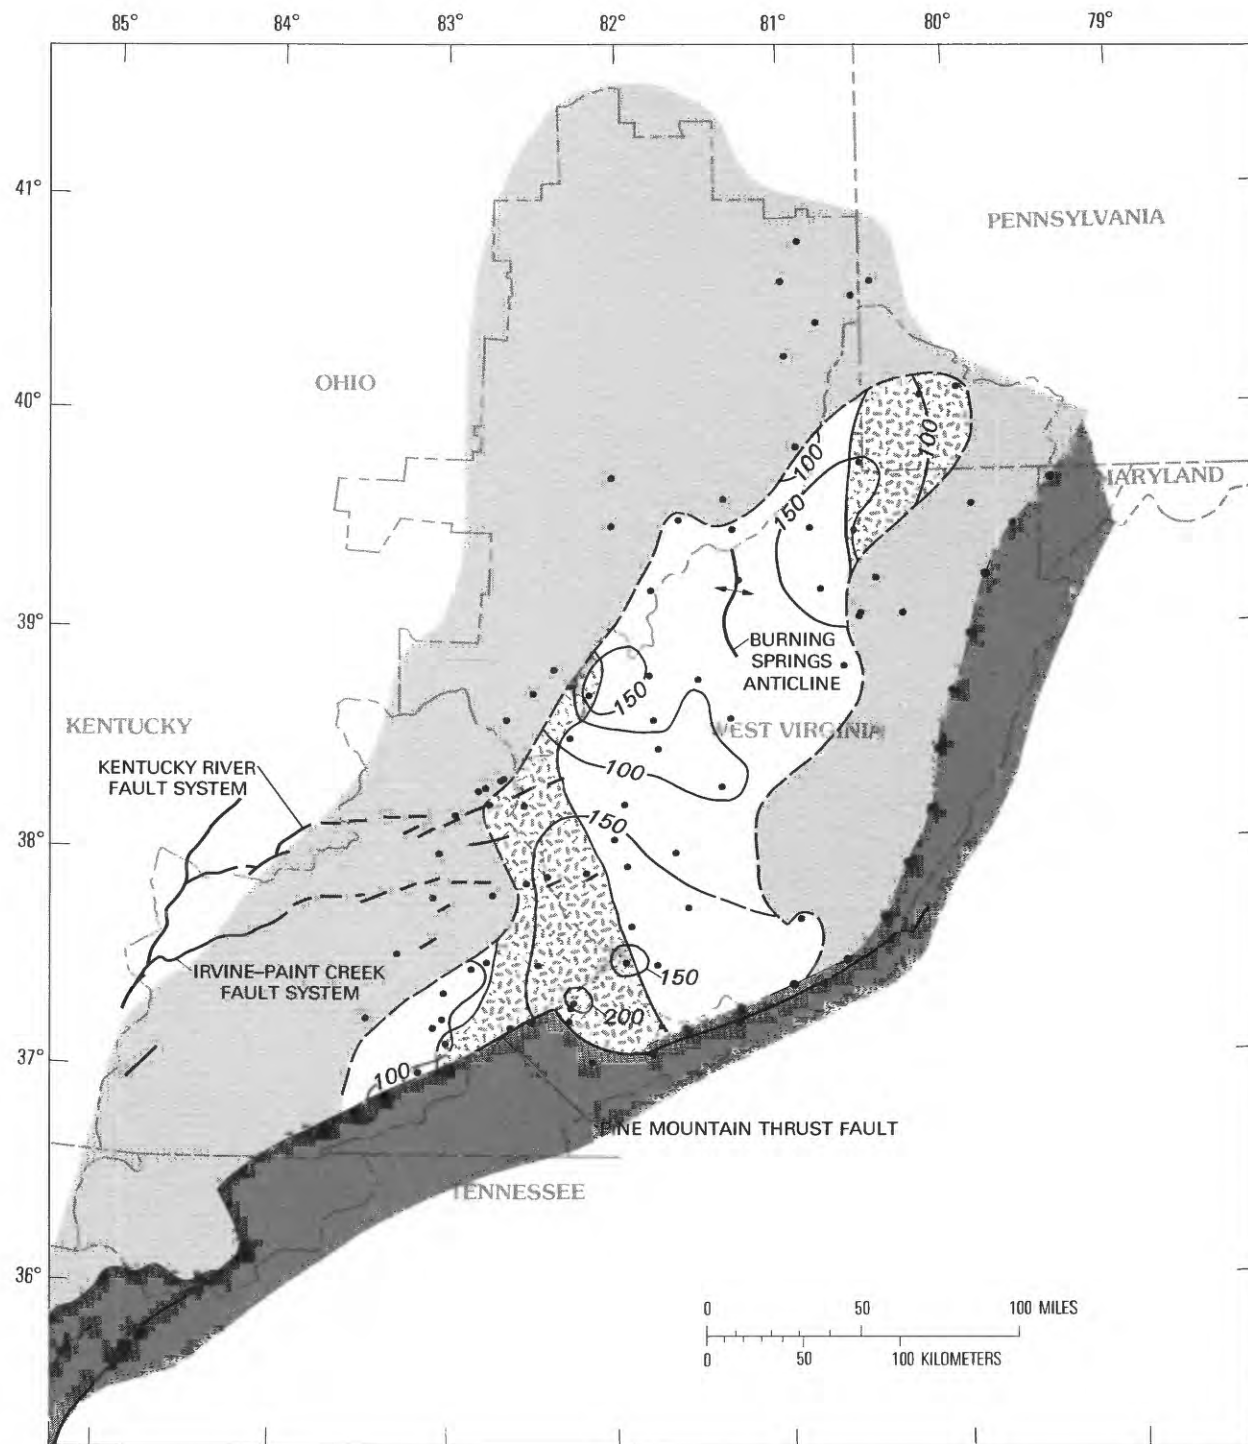 85° 84° 83° 82° 81° 80° 79°
41°
PENNSYLVANIA
OHIO
40°
100
100
MARYLAND
150
39°
BURNING
SPRINGS
ANTICLINE
150
KENTUCKY
WEST VIRGINIA
KENTUCKY RIVER
FAULT SYSTEM
100
38°
150
IRVINE–PAINT CREEK
FAULT SYSTEM
150
200
37°
100
PINE MOUNTAIN THRUST FAULT
TENNESSEE
36°
0 50 100 MILES
0 50 100 KILOMETERS